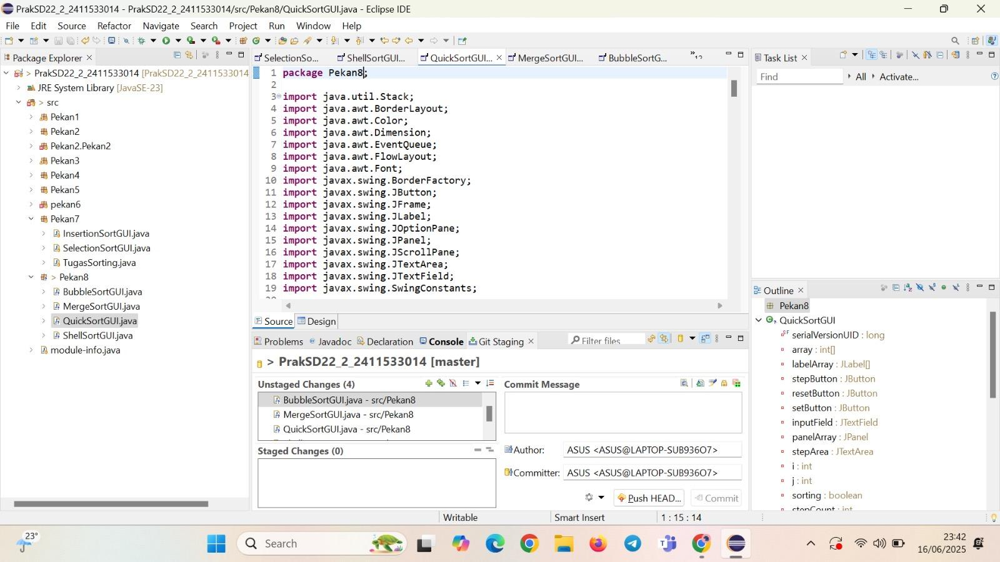 PrakSD22_2_2411533014 - PrakSD22_2_2411533014/src/Pekan8/QuickSortGUI.java - Eclipse IDE
File Edit Source Refactor Navigate Search Project Run Window Help
Package Explorer
> PrakSD22_2_2411533014 [PrakSD22_2_2411533014
JRE System Library [JavaSE-23]
> src
Pekan1
Pekan2
Pekan2.Pekan2
Pekan3
Pekan4
Pekan5
pekan6
Pekan7
InsertionSortGUI.java
SelectionSortGUI.java
TugasSorting.java
> Pekan8
BubbleSortGUI.java
MergeSortGUI.java
QuickSortGUI.java
ShellSortGUI.java
module-info.java
SelectionSo... ShellSortGUI... QuickSortGUI... MergeSortGUI... BubbleSortG... »12
1 package Pekan8;
2
3 import java.util.Stack;
4 import java.awt.BorderLayout;
5 import java.awt.Color;
6 import java.awt.Dimension;
7 import java.awt.EventQueue;
8 import java.awt.FlowLayout;
9 import java.awt.Font;
10 import javax.swing.BorderFactory;
11 import javax.swing.JButton;
12 import javax.swing.JFrame;
13 import javax.swing.JLabel;
14 import javax.swing.JOptionPane;
15 import javax.swing.JPanel;
16 import javax.swing.JScrollPane;
17 import javax.swing.JTextArea;
18 import javax.swing.JTextField;
19 import javax.swing.SwingConstants;
Source Design
Problems Javadoc Declaration Console Git Staging
Filter files
> PrakSD22_2_2411533014 [master]
Unstaged Changes (4)
BubbleSortGUI.java - src/Pekan8
MergeSortGUI.java - src/Pekan8
QuickSortGUI.java - src/Pekan8
Staged Changes (0)
Commit Message
Author: ASUS <ASUS@LAPTOP-SUB936O7>
Committer: ASUS <ASUS@LAPTOP-SUB936O7>
Push HEAD... Commit
Task List
Find All Activate...
Outline
Pekan8
QuickSortGUI
serialVersionUID : long
array : int[]
labelArray : JLabel[]
stepButton : JButton
resetButton : JButton
setButton : JButton
inputField : JTextField
panelArray : JPanel
stepArea : JTextArea
i : int
j : int
sorting : boolean
stepCount : int
Writable Smart Insert 1 : 15 : 14
23°
Search
23:42
16/06/2025